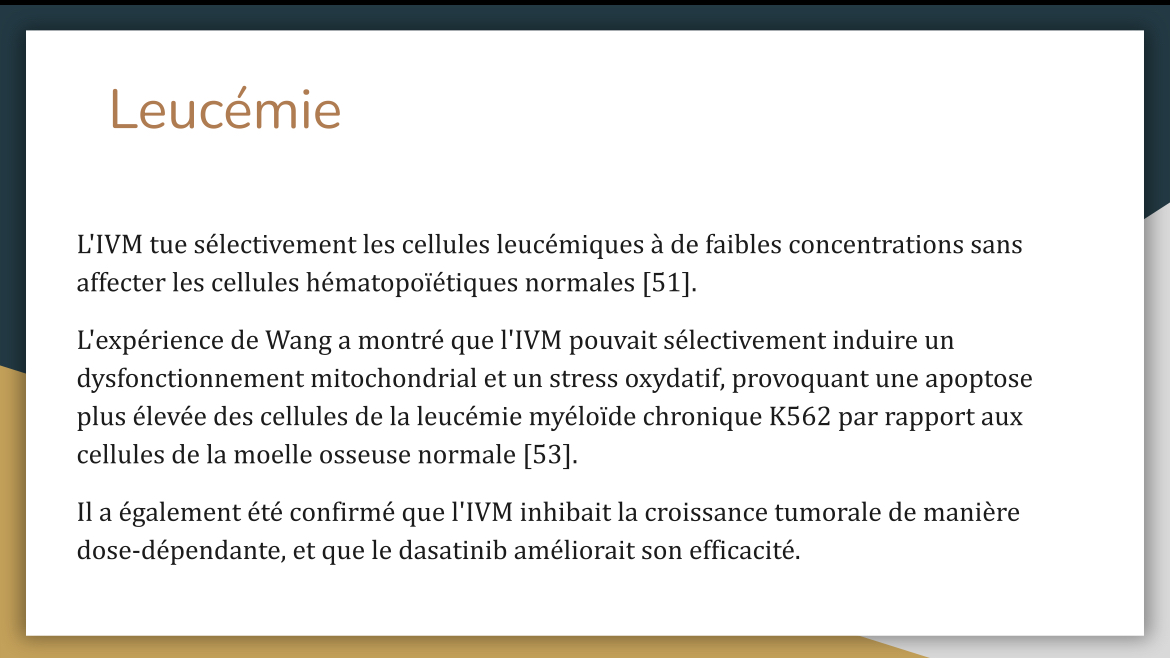 Leucémie
L'IVM tue sélectivement les cellules leucémiques à de faibles concentrations sans
affecter les cellules hématopoïétiques normales [51].
L'expérience de Wang a montré que l'IVM pouvait sélectivement induire un
dysfonctionnement mitochondrial et un stress oxydatif, provoquant une apoptose
plus élevée des cellules de la leucémie myéloïde chronique K562 par rapport aux
cellules de la moelle osseuse normale [53].
Il a également été confirmé que l'IVM inhibait la croissance tumorale de manière
dose-dépendante, et que le dasatinib améliorait son efficacité.